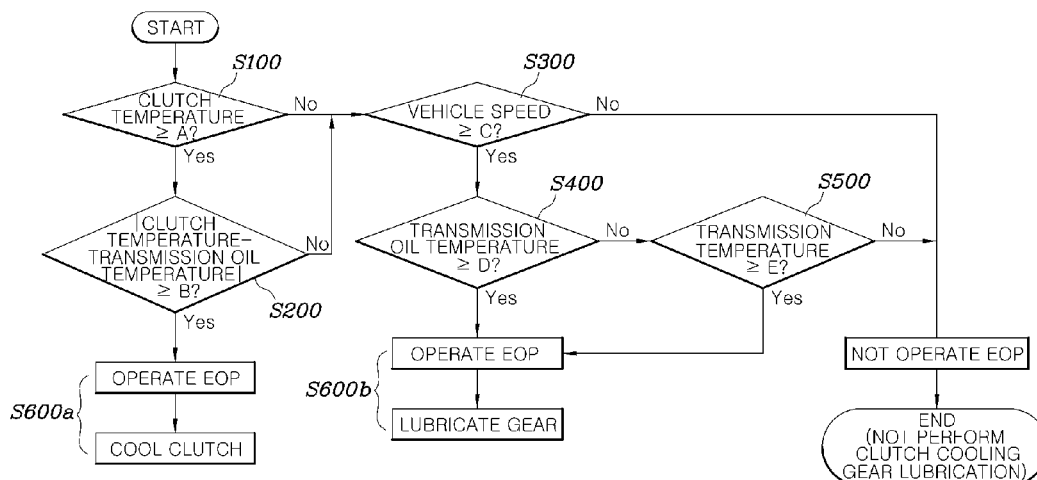 START
S100
CLUTCH
TEMPERATURE
≥ A?
No
Yes
S300
VEHICLE SPEED
≥ C?
No
Yes
|CLUTCH
TEMPERATURE-
TRANSMISSION OIL
TEMPERATURE|
≥ B?
No
S200
Yes
S400
TRANSMISSION
OIL TEMPERATURE
≥ D?
No
Yes
S500
TRANSMISSION
TEMPERATURE
≥ E?
No
Yes
S600a
OPERATE EOP
COOL CLUTCH
S600b
OPERATE EOP
LUBRICATE GEAR
NOT OPERATE EOP
END
(NOT PERFORM
CLUTCH COOLING
GEAR LUBRICATION)